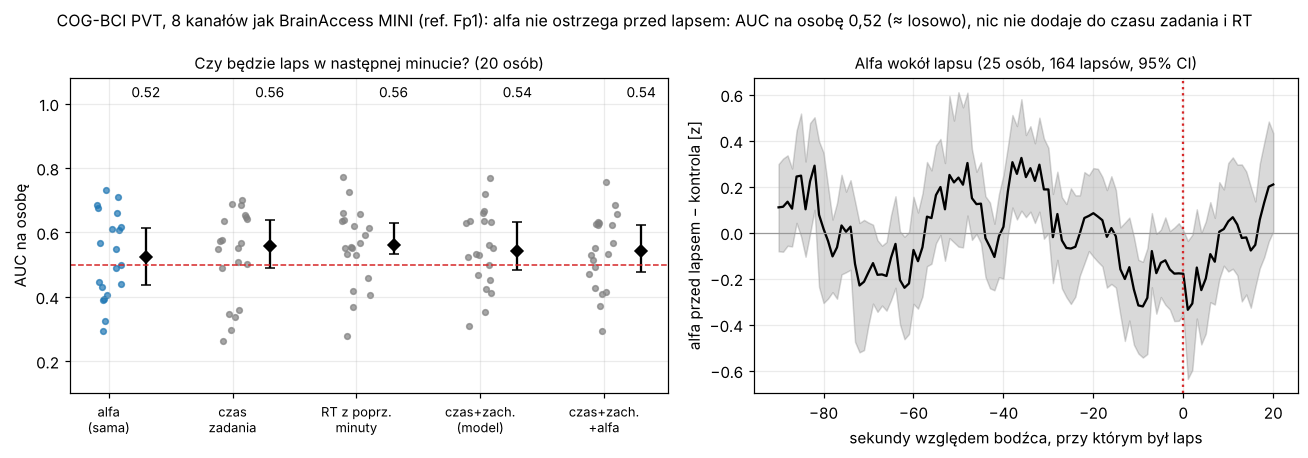 COG-BCI PVT, 8 kanałów jak BrainAccess MINI (ref. Fp1): alfa nie ostrzega przed lapsem: AUC na osobę 0,52 (≈ losowo), nic nie dodaje do czasu zadania i RT
Czy będzie laps w następnej minucie? (20 osób)
0.52
0.56
0.56
0.54
0.54
AUC na osobę
1.0
0.8
0.6
0.4
0.2
alfa
(sama)
czas
zadania
RT z poprz.
minuty
czas+zach.
(model)
czas+zach.
+alfa
Alfa wokół lapsu (25 osób, 164 lapsów, 95% CI)
alfa przed lapsem − kontrola [z]
0.6
0.4
0.2
0.0
−0.2
−0.4
−0.6
−80
−60
−40
−20
0
20
sekundy względem bodźca, przy którym był laps